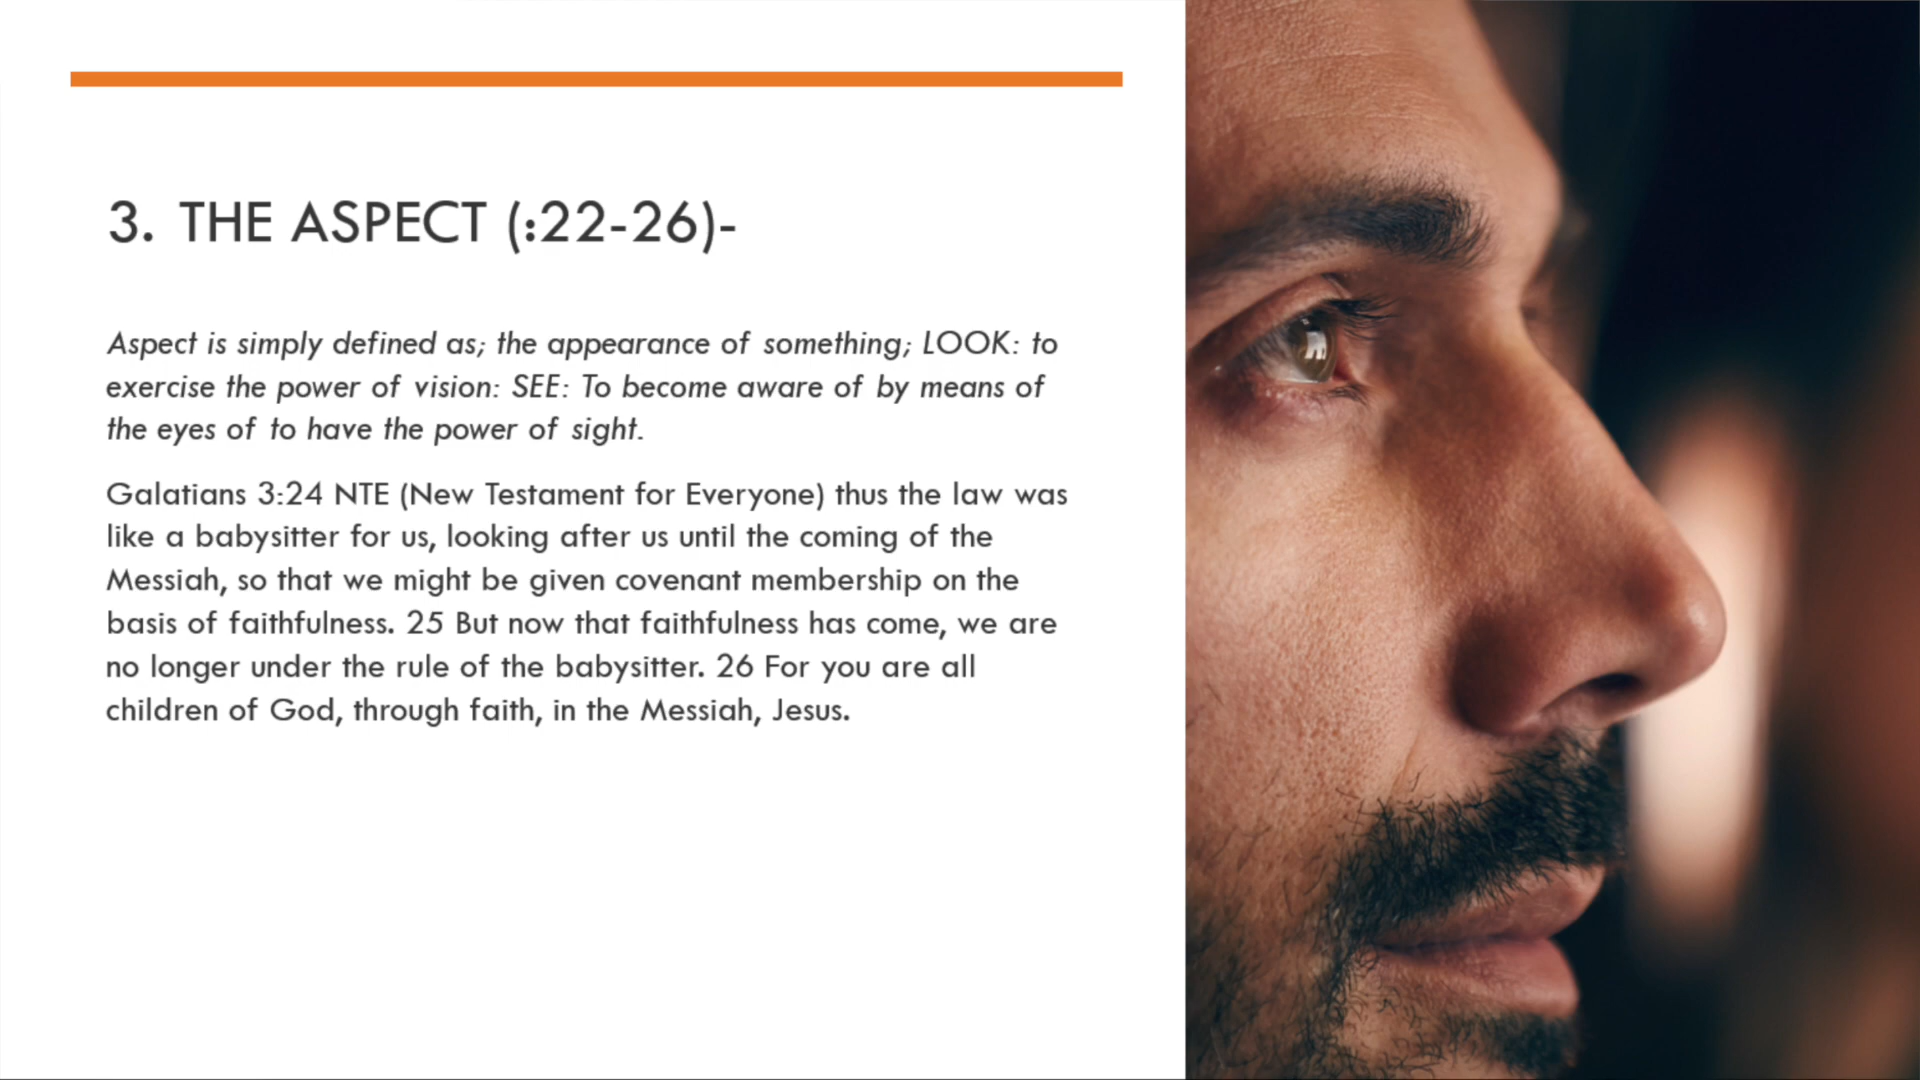 3. THE ASPECT (:22-26)-
Aspect is simply defined as; the appearance of something; LOOK: to
exercise the power of vision: SEE: To become aware of by means of
the eyes of to have the power of sight.
Galatians 3:24 NTE (New Testament for Everyone) thus the law was
like a babysitter for us, looking after us until the coming of the
Messiah, so that we might be given covenant membership on the
basis of faithfulness. 25 But now that faithfulness has come, we are
no longer under the rule of the babysitter. 26 For you are all
children of God, through faith, in the Messiah, Jesus.